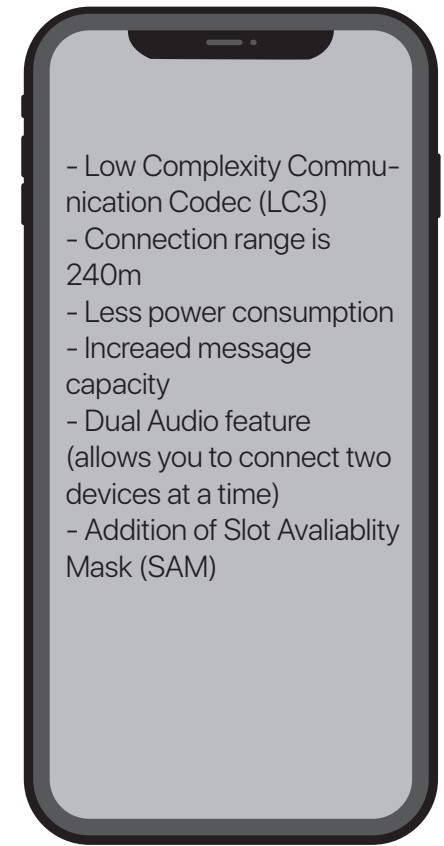 - Low Complexity Commu-
nication Codec (LC3)
- Connection range is
240m
- Less power consumption
- Increaed message
capacity
- Dual Audio feature
(allows you to connect two
devices at a time)
- Addition of Slot Avaliablity
Mask (SAM)